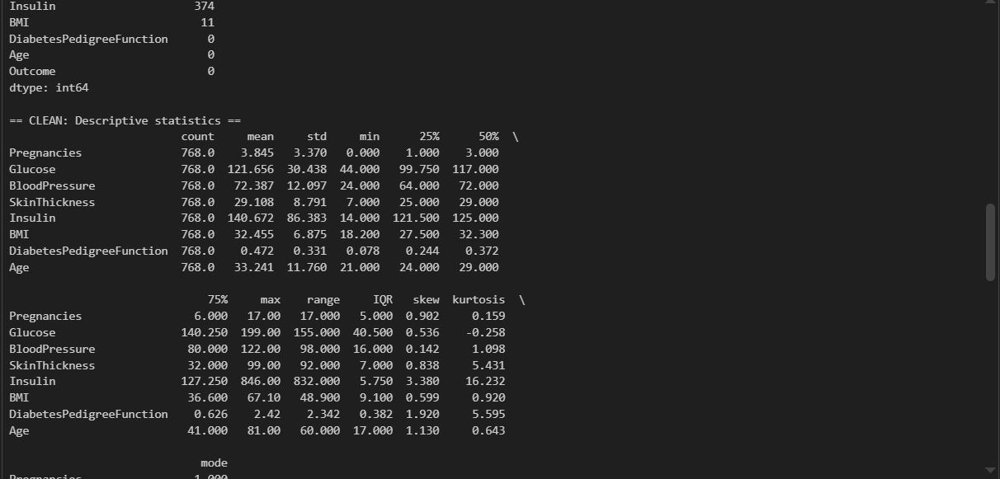 Insulin                    374
BMI                         11
DiabetesPedigreeFunction     0
Age                          0
Outcome                      0
dtype: int64
== CLEAN: Descriptive statistics ==
                          count     mean     std     min      25%      50%  \
Pregnancies               768.0    3.845   3.370   0.000    1.000    3.000
Glucose                   768.0  121.656  30.438  44.000   99.750  117.000
BloodPressure             768.0   72.387  12.097  24.000   64.000   72.000
SkinThickness             768.0   29.108   8.791   7.000   25.000   29.000
Insulin                   768.0  140.672  86.383  14.000  121.500  125.000
BMI                       768.0   32.455   6.875  18.200   27.500   32.300
DiabetesPedigreeFunction  768.0    0.472   0.331   0.078    0.244    0.372
Age                       768.0   33.241  11.760  21.000   24.000   29.000
                              75%     max    range     IQR   skew  kurtosis  \
Pregnancies                 6.000   17.00   17.000   5.000  0.902     0.159
Glucose                   140.250  199.00  155.000  40.500  0.536    -0.258
BloodPressure              80.000  122.00   98.000  16.000  0.142     1.098
SkinThickness              32.000   99.00   92.000   7.000  0.838     5.431
Insulin                   127.250  846.00  832.000   5.750  3.380    16.232
BMI                        36.600   67.10   48.900   9.100  0.599     0.920
DiabetesPedigreeFunction    0.626    2.42    2.342   0.382  1.920     5.595
Age                        41.000   81.00   60.000  17.000  1.130     0.643
                             mode
Pregnancies                 1.000